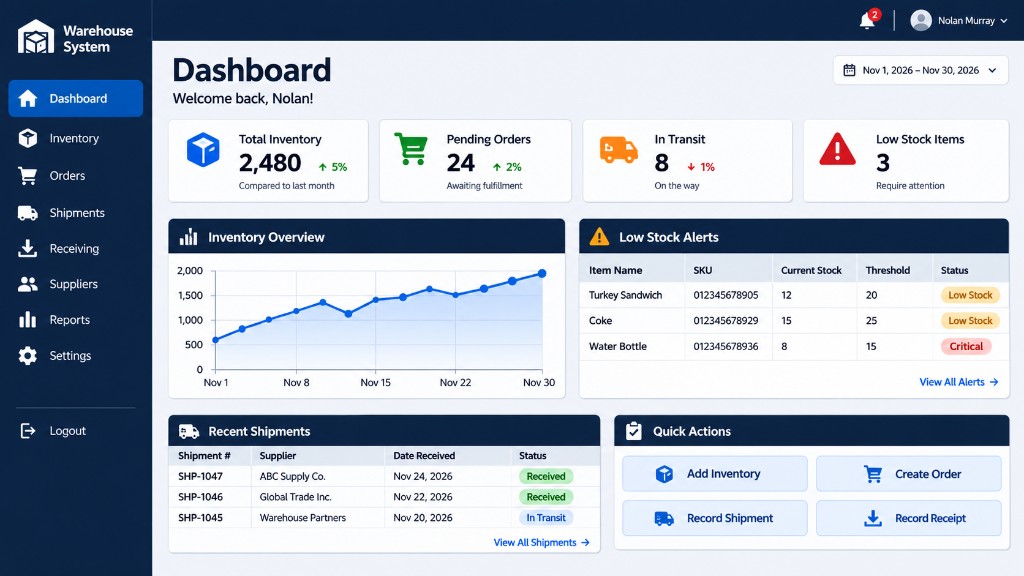 Warehouse
System
2
Nolan Murray
Dashboard
Inventory
Orders
Shipments
Receiving
Suppliers
Reports
Settings
Logout
Dashboard
Welcome back, Nolan!
Nov 1, 2026 – Nov 30, 2026
Total Inventory
2,480 ↑ 5%
Compared to last month
Pending Orders
24 ↑ 2%
Awaiting fulfillment
In Transit
8 ↓ 1%
On the way
Low Stock Items
3
Require attention
Inventory Overview
2,000
1,500
1,000
500
0
Nov 1 Nov 8 Nov 15 Nov 22 Nov 30
Low Stock Alerts
Item Name SKU Current Stock Threshold Status
Turkey Sandwich 012345678905 12 20 Low Stock
Coke 012345678929 15 25 Low Stock
Water Bottle 012345678936 8 15 Critical
View All Alerts →
Recent Shipments
Shipment # Supplier Date Received Status
SHP-1047 ABC Supply Co. Nov 24, 2026 Received
SHP-1046 Global Trade Inc. Nov 22, 2026 Received
SHP-1045 Warehouse Partners Nov 20, 2026 In Transit
View All Shipments →
Quick Actions
Add Inventory
Create Order
Record Shipment
Record Receipt